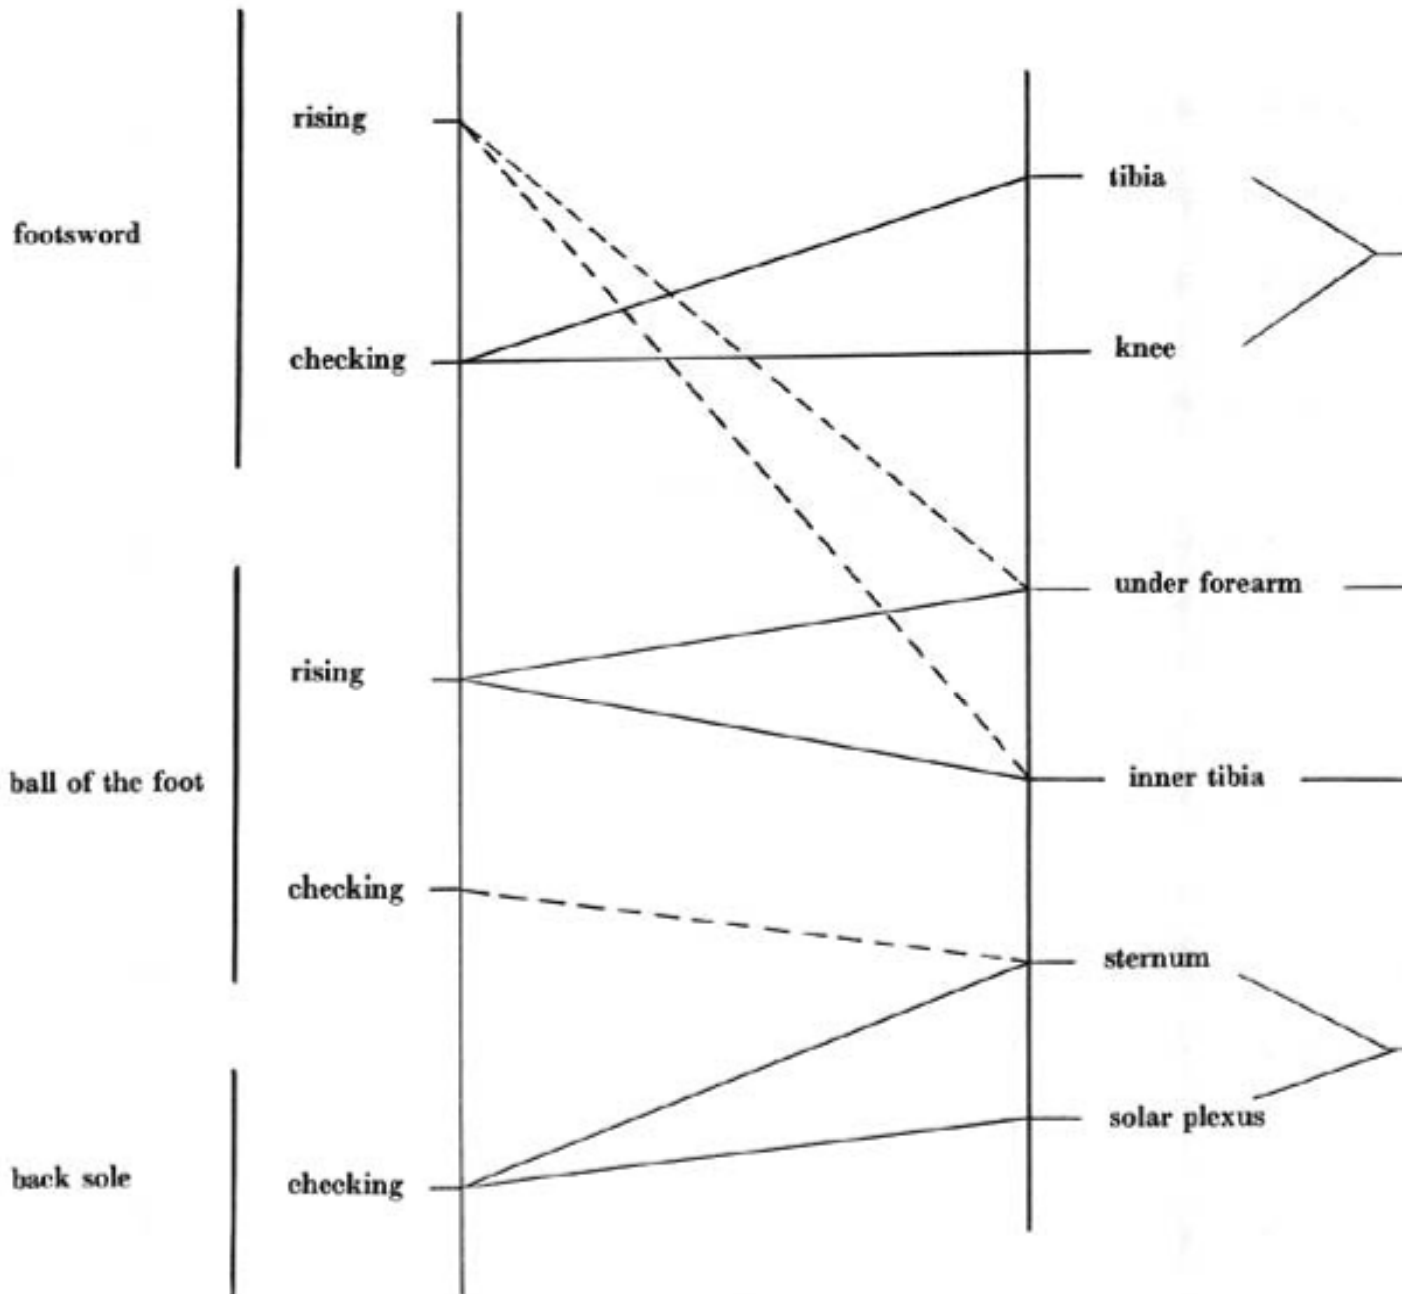 rising
tibia
footsword
checking
knee
under forearm
rising
ball of the foot
inner tibia
checking
sternum
solar plexus
back sole
checking